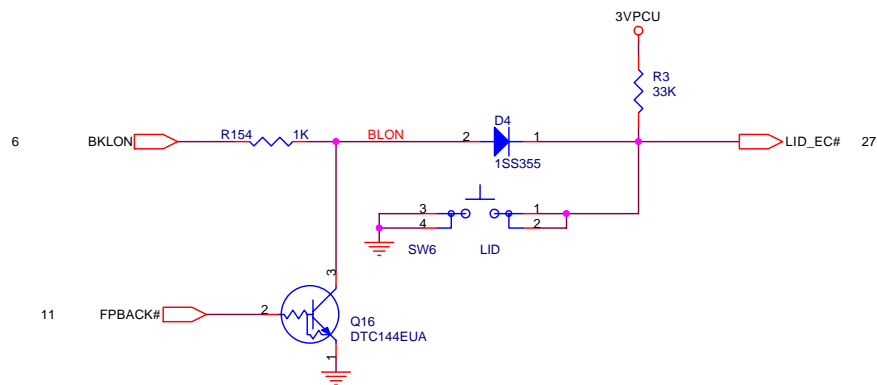 3VPCU
R3
33K
6
BKLON
R154
1K
BLON
2
D4
1
1SS355
LID_EC#
27
3
4
1
2
SW6
LID
3
11
FPBACK#
2
Q16
DTC144EUA
1